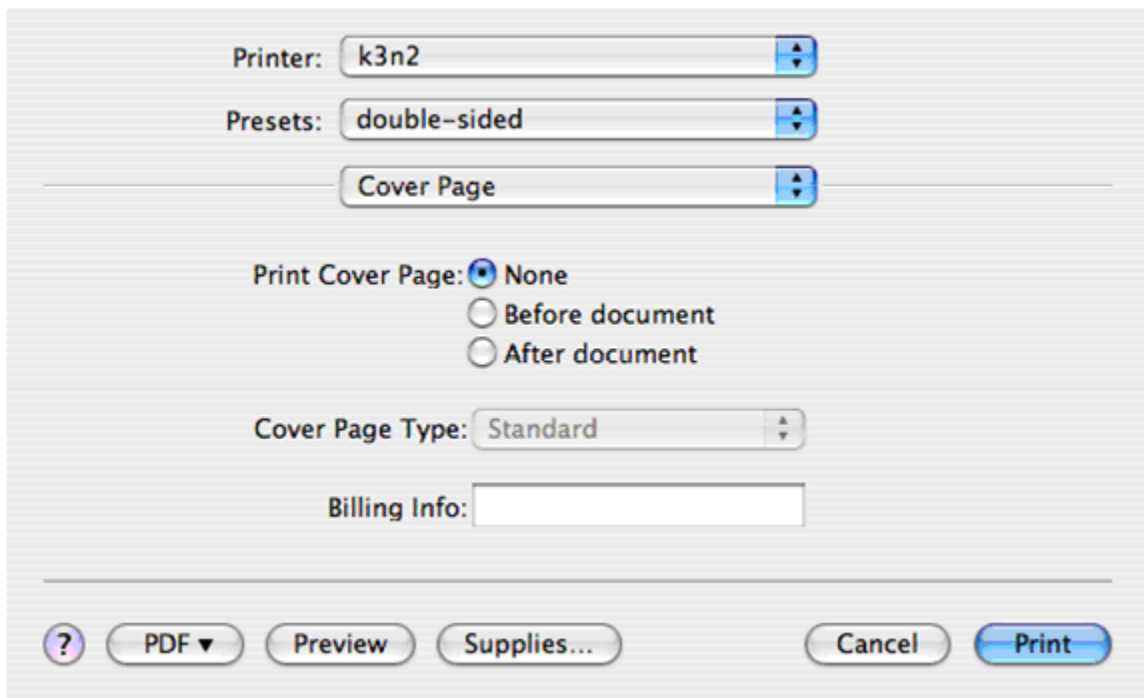 Printer: k3n2
Presets: double-sided
Cover Page
Print Cover Page: None
Before document
After document
Cover Page Type: Standard
Billing Info:
? PDF ▼ Preview Supplies... Cancel Print